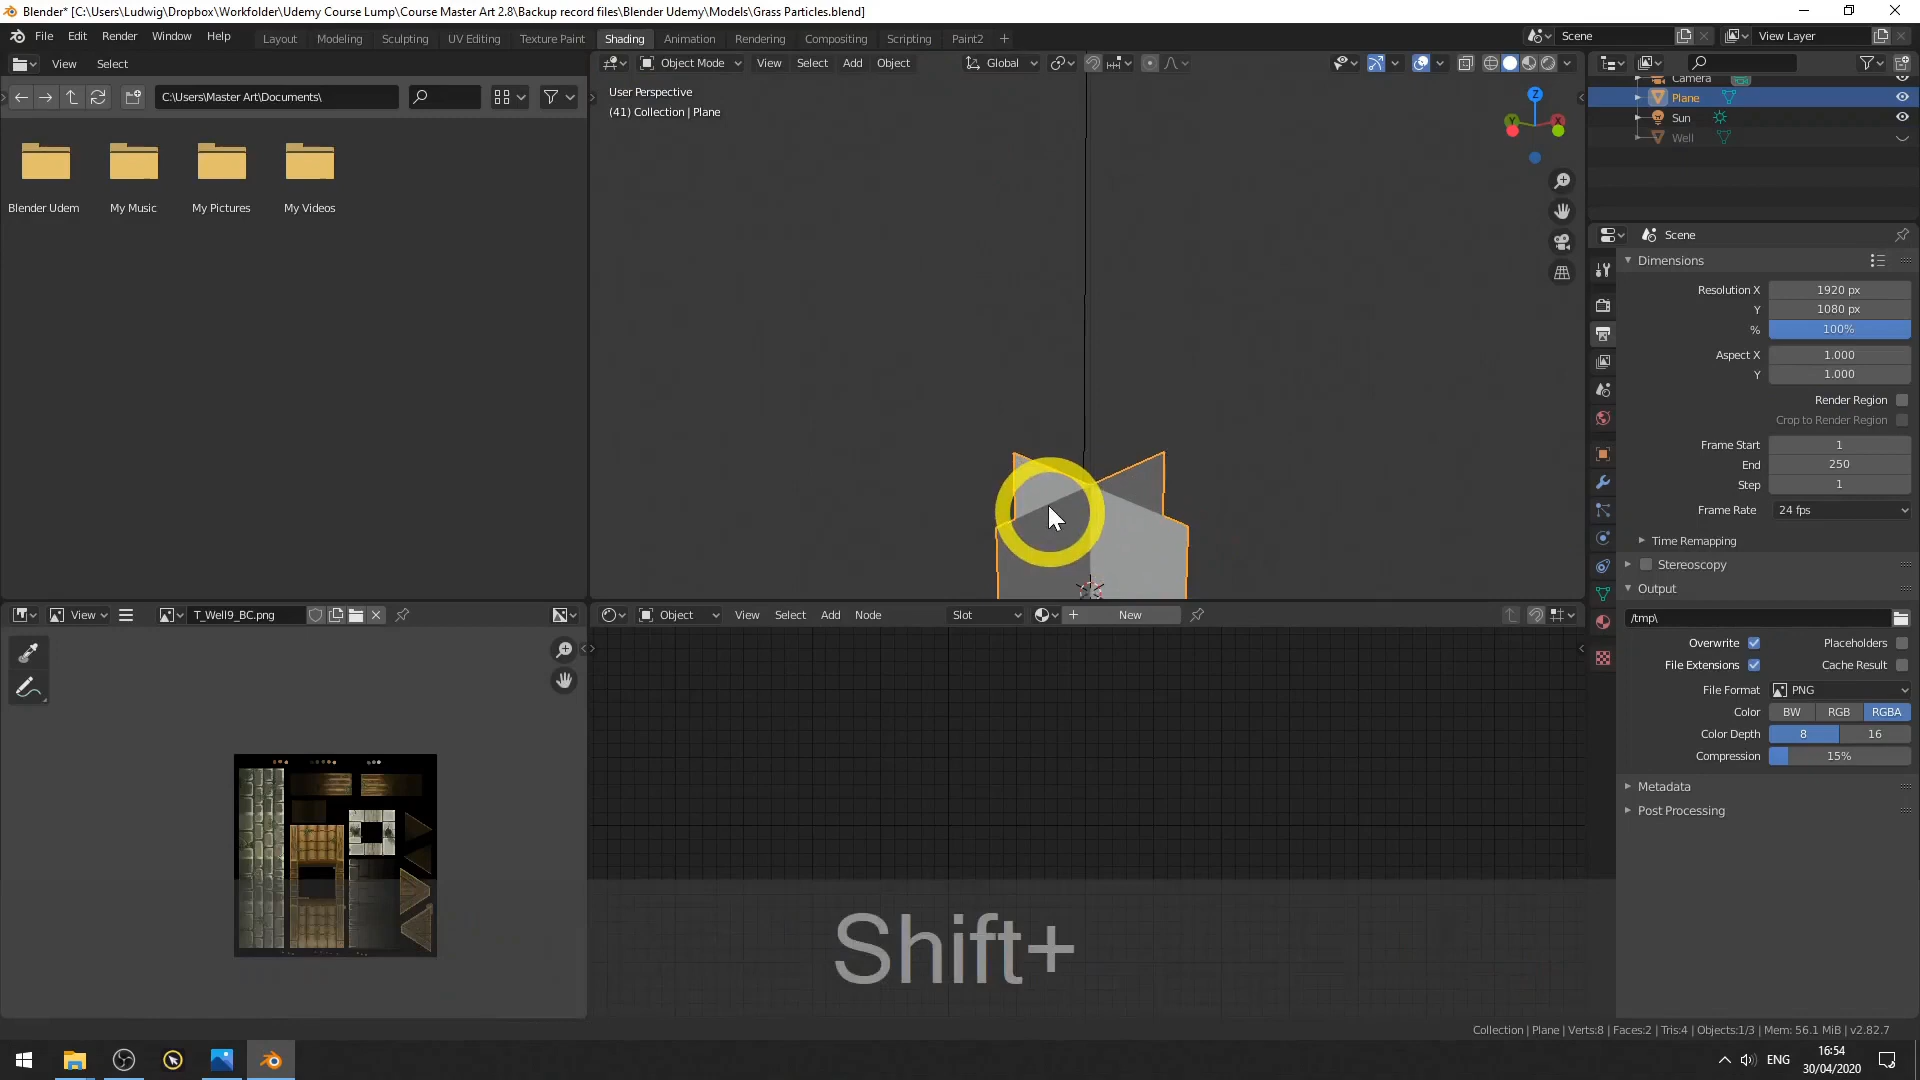 Blender* [C:\Users\Ludwig\Dropbox\Workfolder\Udemy Course Lump\Course Master Art 2.8\Backup record files\Blender Udemy\Models\Grass Particles.blend]
File Edit Render Window Help Layout Modeling Sculpting UV Editing Texture Paint Shading Animation Rendering Compositing Scripting Paint2 + Scene View Layer
View Select
C:\Users\Master Art\Documents\
Blender Udem My Music My Pictures My Videos
Object Mode View Select Add Object Global
User Perspective
(41) Collection | Plane
Z
Y X
Camera
Plane
Sun
Well
Scene
Dimensions
Resolution X 1920 px
Y 1080 px
% 100%
Aspect X 1.000
Y 1.000
Render Region
Crop to Render Region
Frame Start 1
End 250
Step 1
Frame Rate 24 fps
Time Remapping
Stereoscopy
Output
/tmp\
Overwrite Placeholders
File Extensions Cache Result
File Format PNG
Color BW RGB RGBA
Color Depth 8 16
Compression 15%
Metadata
Post Processing
View T_Well9_BC.png
Object View Select Add Node Slot New
Shift+
Collection | Plane | Verts:8 | Faces:2 | Tris:4 | Objects:1/3 | Mem: 56.1 MiB | v2.82.7
ENG
16:54
30/04/2020